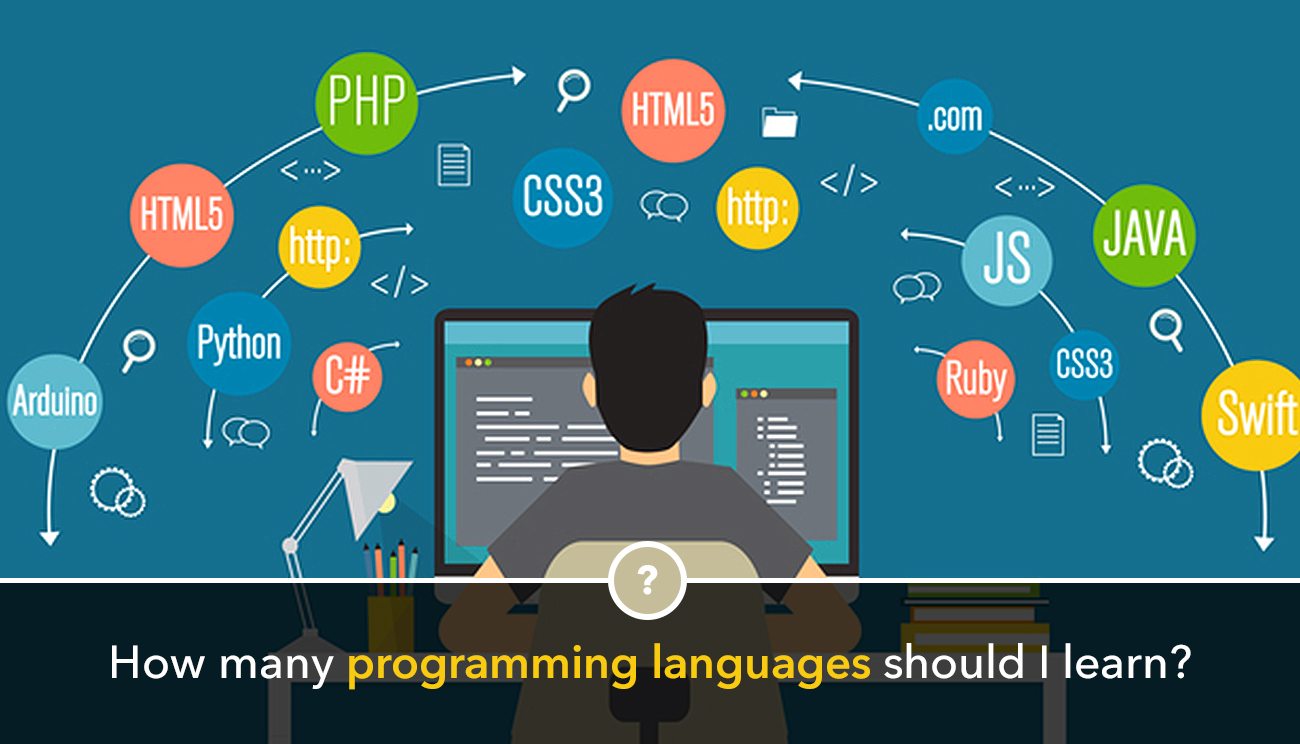 PHP
HTML5
.com
CSS3
http:
HTML5
http:
JS
JAVA
Python
C#
Ruby
CSS3
Arduino
Swift
< ··· >
< ··· >
</>
</>
?
How many programming languages should I learn?